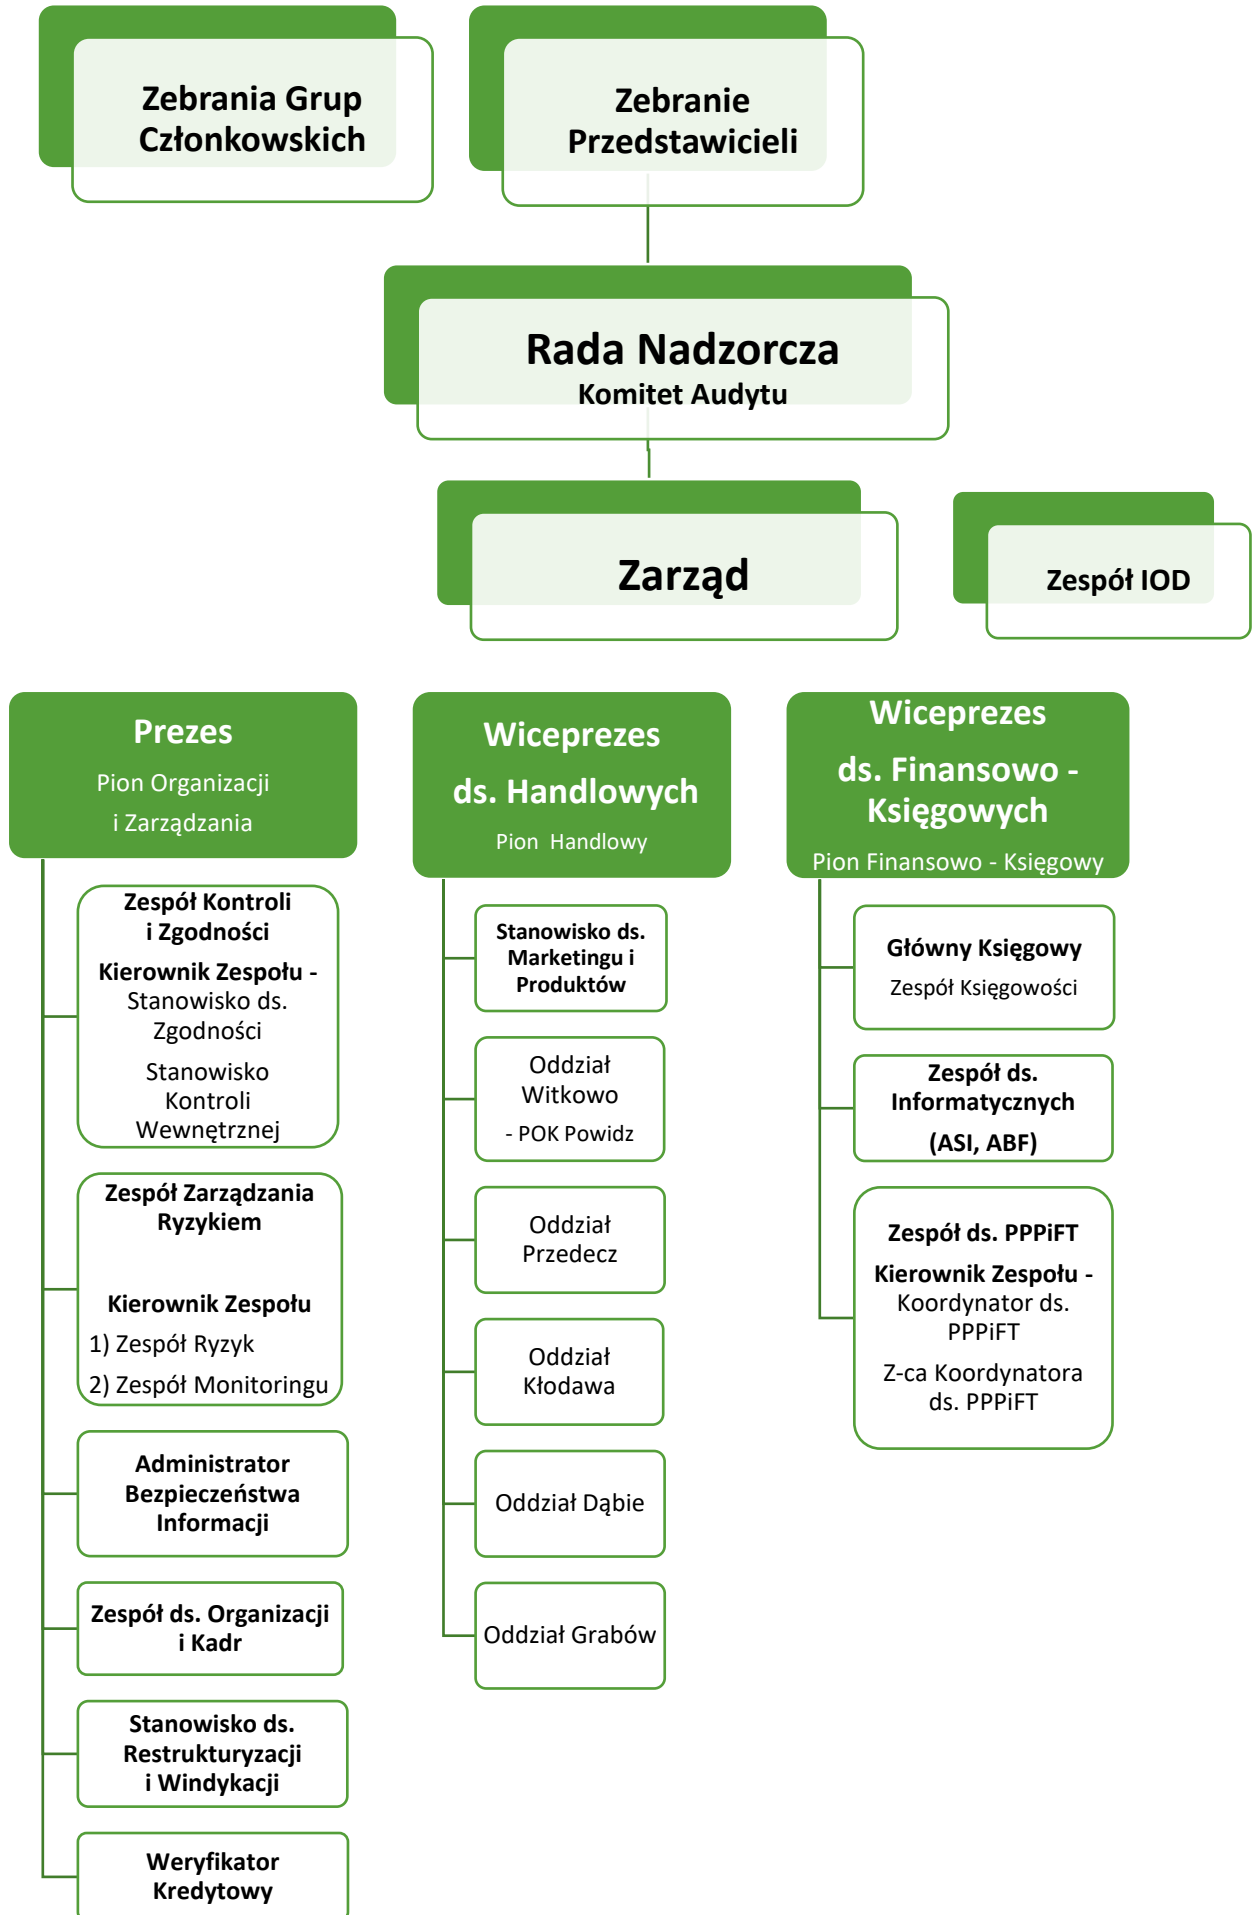 Zebrania Grup
Członkowskich
Zebranie
Przedstawicieli
Rada Nadzorcza
Komitet Audytu
Zarząd
Zespół IOD
Prezes
Pion Organizacji
i Zarządzania
Zespół Kontroli
i Zgodności
Kierownik Zespołu -
Stanowisko ds.
Zgodności
Stanowisko
Kontroli
Wewnętrznej
Zespół Zarządzania
Ryzykiem
Kierownik Zespołu
1) Zespół Ryzyk
2) Zespół Monitoringu
Administrator
Bezpieczeństwa
Informacji
Zespół ds. Organizacji
i Kadr
Stanowisko ds.
Restrukturyzacji
i Windykacji
Weryfikator
Kredytowy
Wiceprezes
ds. Handlowych
Pion Handlowy
Stanowisko ds.
Marketingu i
Produktów
Oddział
Witkowo
- POK Powidz
Oddział
Przedecz
Oddział
Kłodawa
Oddział Dąbie
Oddział Grabów
Wiceprezes
ds. Finansowo -
Księgowych
Pion Finansowo - Księgowy
Główny Księgowy
Zespół Księgowości
Zespół ds.
Informatycznych
(ASI, ABF)
Zespół ds. PPPiFT
Kierownik Zespołu -
Koordynator ds.
PPPiFT
Z-ca Koordynatora
ds. PPPiFT